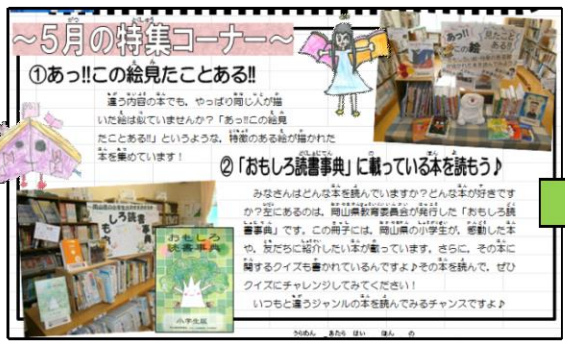 ～5月の特集コーナー～
①あっ!!この絵見たことある!!
違う内容の本でも、やっぱり同じ人が描
いた絵は似ていませんか？「あっ!!この絵見
たことある!!」というような、特徴のある絵が描かれた
本を集めています！
あっ!!
この絵
見たこと
ある!!
②「おもしろ読書事典」に載っている本を読もう♪
みなさんはどんな本を読んでいますか？どんな本が好きです
か？左にあるのは、岡山県教育委員会が発行した「おもしろ読
書事典」です。この冊子には、岡山県の小学生が、感動した本
や、友だちに紹介したい本が載っています。さらに、その本に
関するクイズも書かれているんですよ♪その本を読んで、ぜひ
クイズにチャレンジしてみてください！
いつもと違うジャンルの本を読んでみるチャンスですよ♪
おもしろ
読書事典
小学生版